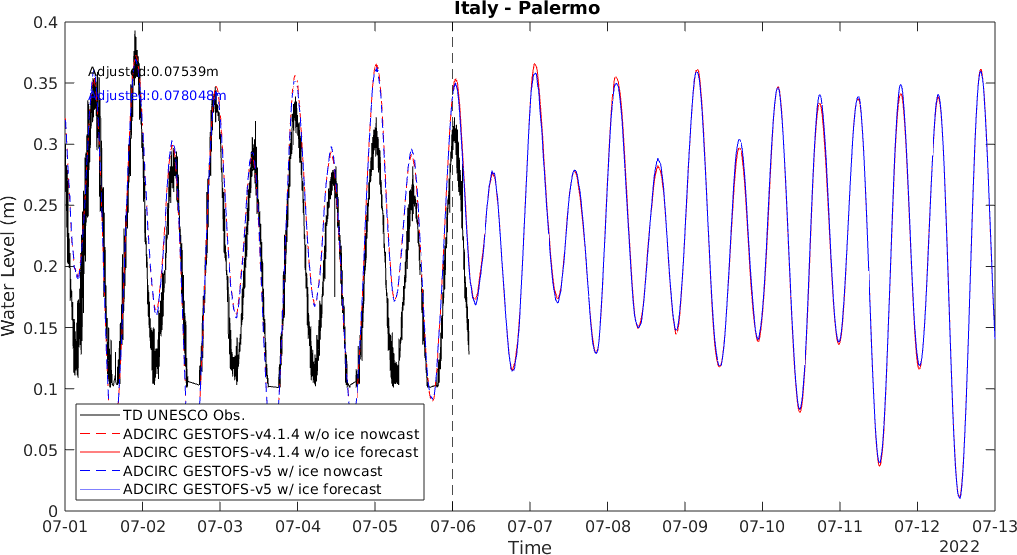 Italy - Palermo
0.4
0.35
0.3
0.25
0.2
0.15
0.1
0.05
0
Water Level (m)
Adjusted:0.07539m
Adjusted:0.078048m
TD UNESCO Obs.
ADCIRC GESTOFS-v4.1.4 w/o ice nowcast
ADCIRC GESTOFS-v4.1.4 w/o ice forecast
ADCIRC GESTOFS-v5 w/ ice nowcast
ADCIRC GESTOFS-v5 w/ ice forecast
07-01 07-02 07-03 07-04 07-05 07-06 07-07 07-08 07-09 07-10 07-11 07-12 07-13
Time
2022